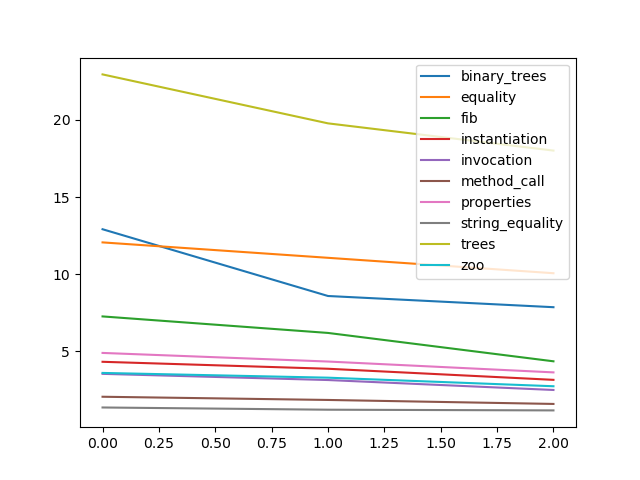 binary_trees
equality
fib
instantiation
invocation
method_call
properties
string_equality
trees
zoo
20
15
10
5
0.00 0.25 0.50 0.75 1.00 1.25 1.50 1.75 2.00